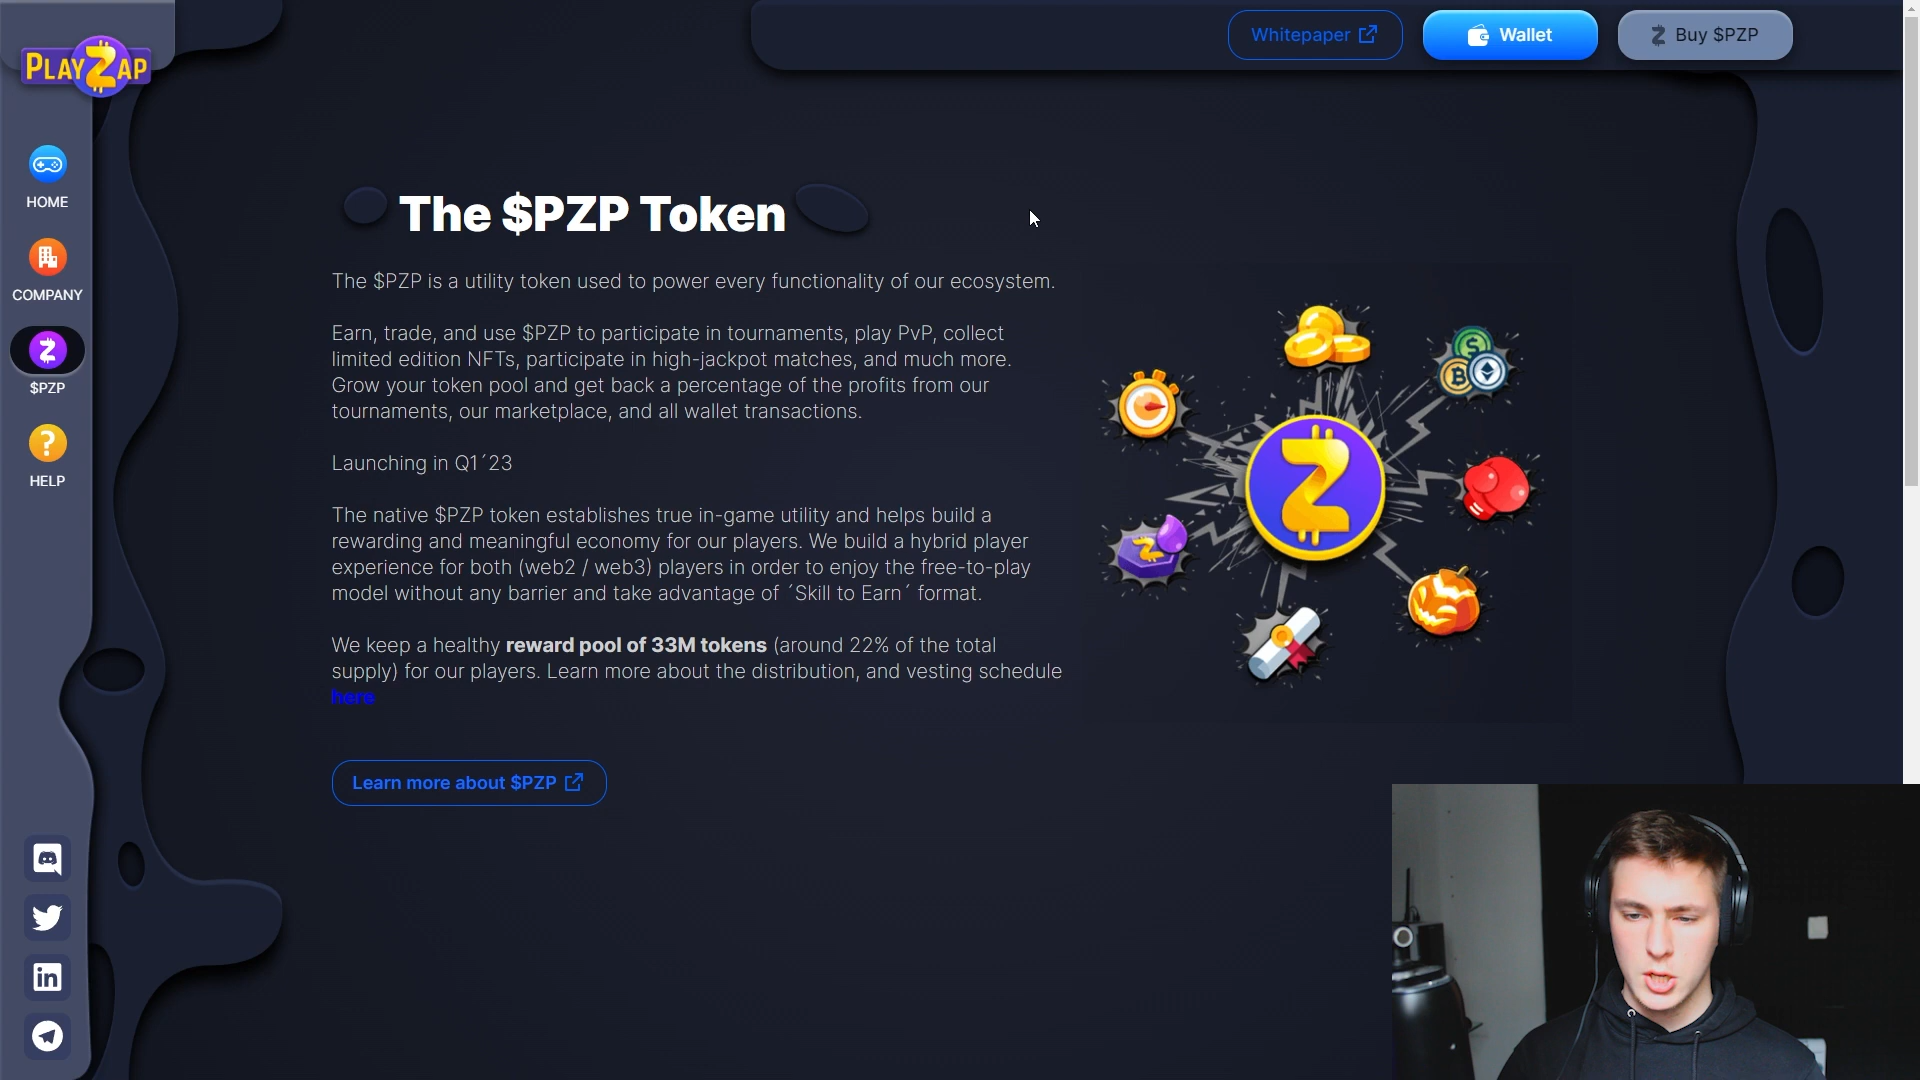 PLAYZAP
Whitepaper
Wallet
Buy $PZP
HOME
COMPANY
$PZP
HELP
The $PZP Token
The $PZP is a utility token used to power every functionality of our ecosystem.
Earn, trade, and use $PZP to participate in tournaments, play PvP, collect
limited edition NFTs, participate in high-jackpot matches, and much more.
Grow your token pool and get back a percentage of the profits from our
tournaments, our marketplace, and all wallet transactions.
Launching in Q1´23
The native $PZP token establishes true in-game utility and helps build a
rewarding and meaningful economy for our players. We build a hybrid player
experience for both (web2 / web3) players in order to enjoy the free-to-play
model without any barrier and take advantage of ´Skill to Earn´ format.
We keep a healthy reward pool of 33M tokens (around 22% of the total
supply) for our players. Learn more about the distribution, and vesting schedule
here
Learn more about $PZP